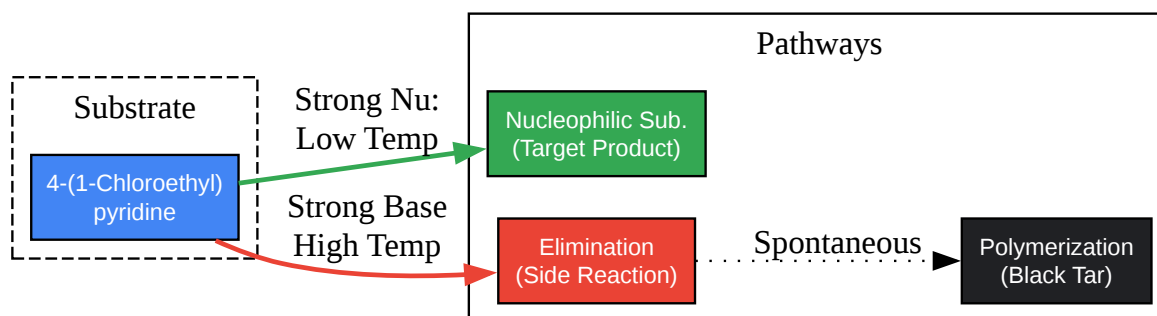 Pathways
Substrate
4-(1-Chloroethyl)
pyridine
Strong Nu:
Low Temp
Nucleophilic Sub.
(Target Product)
Strong Base
High Temp
Elimination
(Side Reaction)
Spontaneous
Polymerization
(Black Tar)